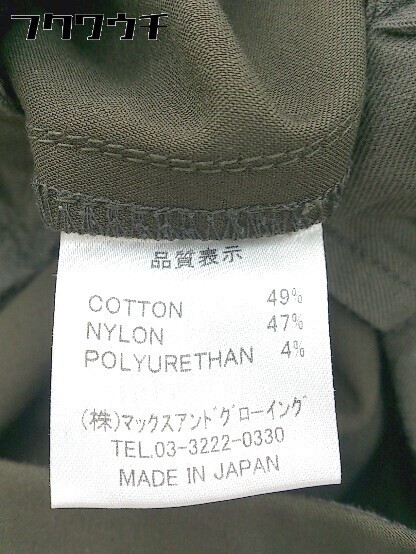 フクワウチ
品質表示
COTTON 49%
NYLON 47%
POLYURETHAN 4%
(株)マックスアンドグローイング
TEL.03-3222-0330
MADE IN JAPAN